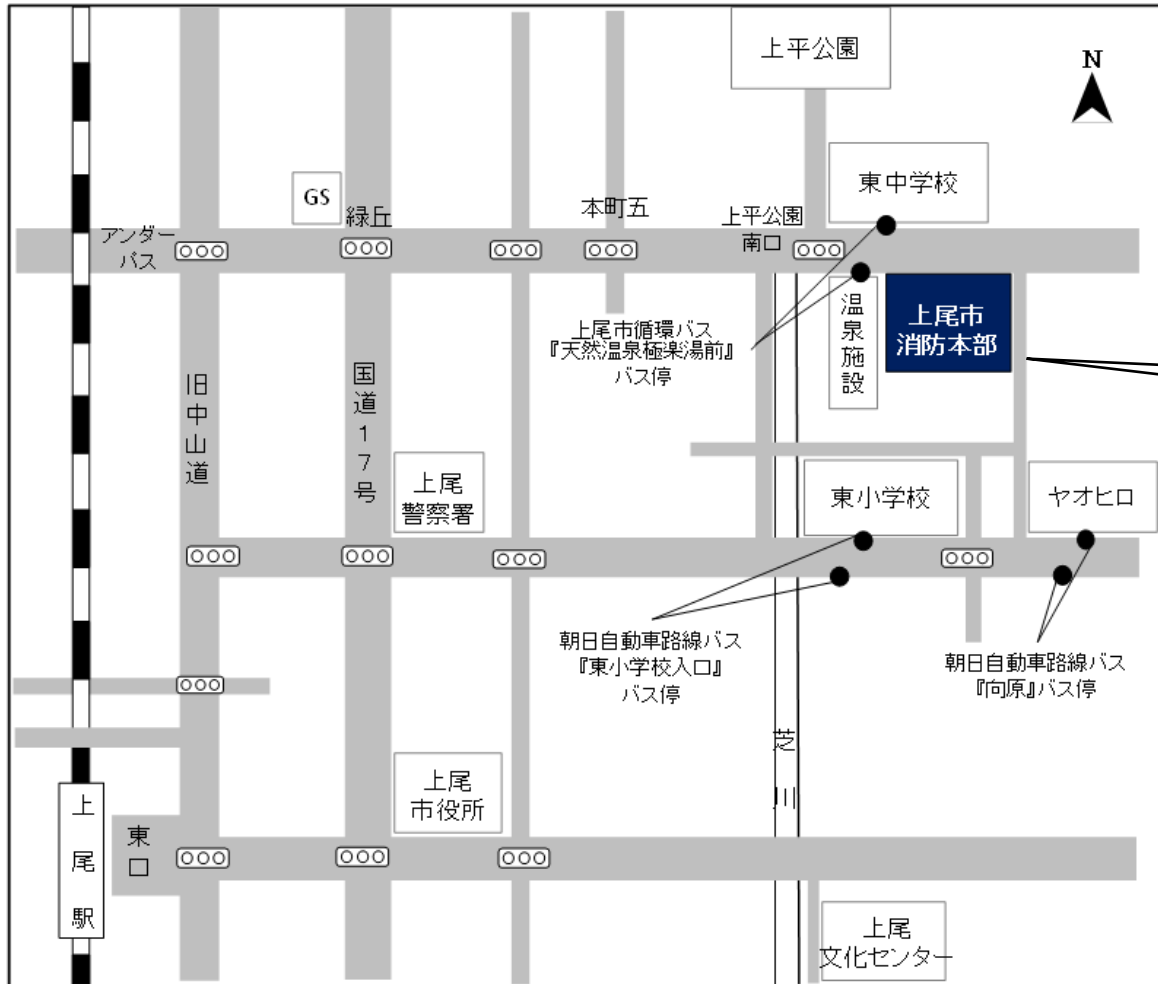 上平公園
N
東中学校
GS
緑丘
本町五
上平公園
南口
アンダー
パス
温泉施設
上尾市
消防本部
上尾市循環バス
『天然温泉極楽湯前』
バス停
旧中山道
国道17号
上尾
警察署
東小学校
ヤオヒロ
朝日自動車路線バス
『東小学校入口』
バス停
朝日自動車路線バス
『向原』バス停
芝川
上尾
市役所
上尾駅
東口
上尾
文化センター